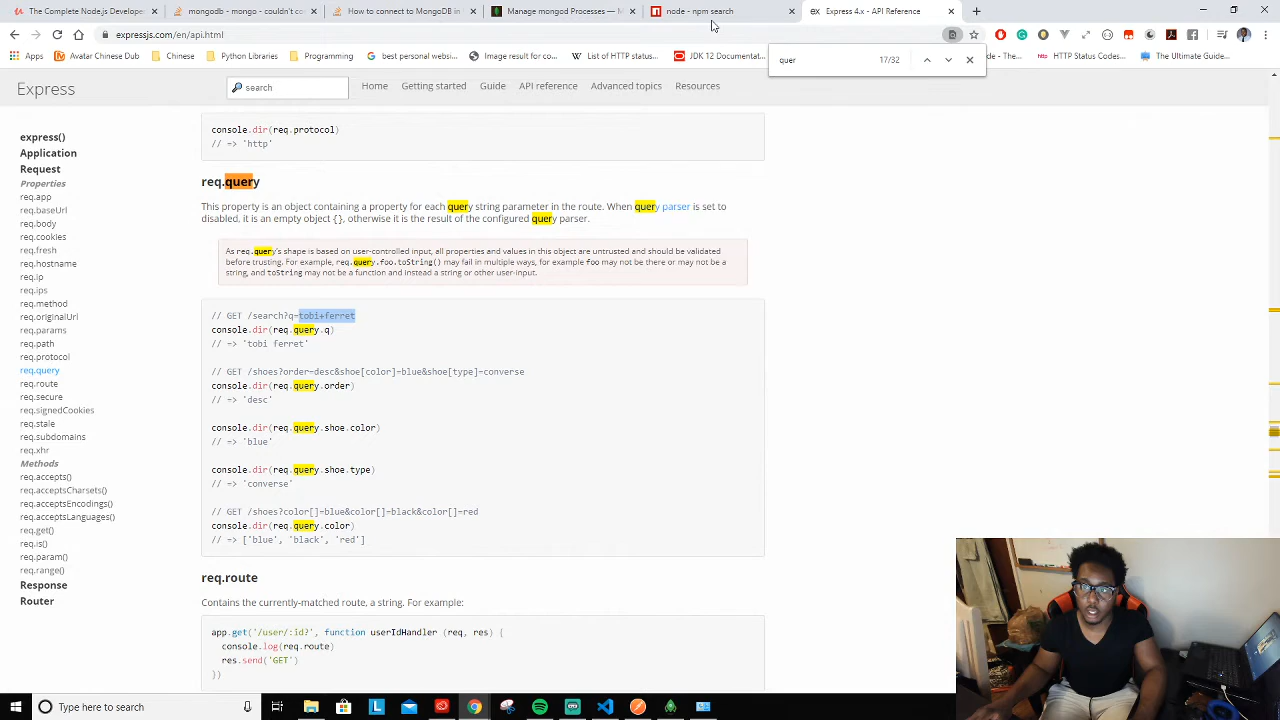 The Complete Node.js Developer
mongodb - mongo - couldn't co
How to connect to MongoDB in
Manage mongod Processes — M
node - npm search
Express 4.x - API Reference
expressjs.com/en/api.html
Apps
Avatar Chinese Dub
Chinese
Fraction Books
Programming
best personal websi...
Image result for co...
List of HTTP status...
JDK 12 Documentat...
de - The...
HTTP Status Codes...
The Ultimate Guide...
quer
17/32
Express
search
Home
Getting started
Guide
API reference
Advanced topics
Resources
express()
Application
Request
Properties
req.app
req.baseUrl
req.body
req.cookies
req.fresh
req.hostname
req.ip
req.ips
req.method
req.originalUrl
req.params
req.path
req.protocol
req.query
req.route
req.secure
req.signedCookies
req.stale
req.subdomains
req.xhr
Methods
req.accepts()
req.acceptsCharsets()
req.acceptsEncodings()
req.acceptsLanguages()
req.get()
req.is()
req.param()
req.range()
Response
Router
console.dir(req.protocol)
// => 'http'
req.query
This property is an object containing a property for each query string parameter in the route. When query parser is set to
disabled, it is an empty object {}, otherwise it is the result of the configured query parser.
As req.query's shape is based on user-controlled input, all properties and values in this object are untrusted and should be validated
before trusting. For example, req.query.foo.toString() may fail in multiple ways, for example foo may not be there or may not be a
string, and toString may not be a function and instead a string or other user-input.
// GET /search?q=tobi+ferret
console.dir(req.query.q)
// => 'tobi ferret'
// GET /shoes?order=desc&shoe[color]=blue&shoe[type]=converse
console.dir(req.query.order)
// => 'desc'
console.dir(req.query.shoe.color)
// => 'blue'
console.dir(req.query.shoe.type)
// => 'converse'
// GET /shoes?color[]=blue&color[]=black&color[]=red
console.dir(req.query.color)
// => ['blue', 'black', 'red']
req.route
Contains the currently-matched route, a string. For example:
app.get('/user/:id?', function userIdHandler (req, res) {
console.log(req.route)
res.send('GET')
})
Type here to search